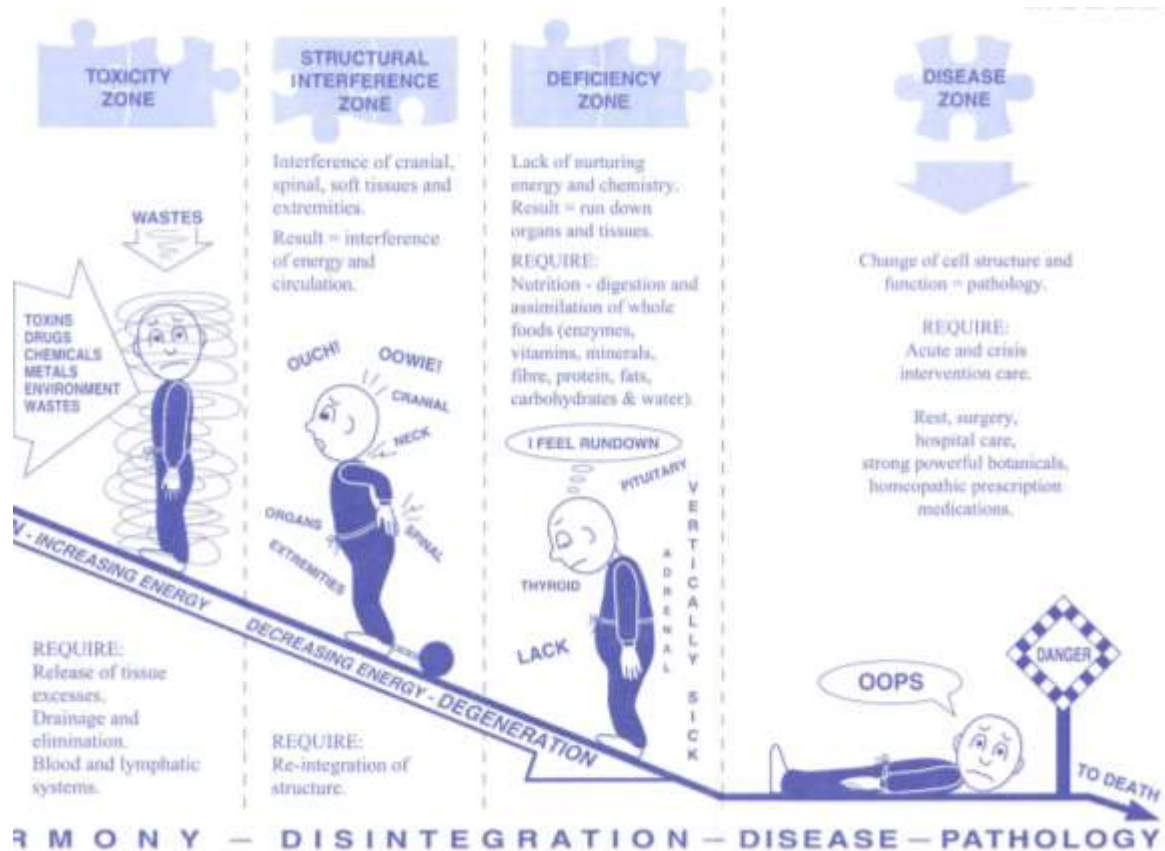 TOXICITY
ZONE
WASTES
TOXINS
DRUGS
CHEMICALS
METALS
ENVIRONMENT
WASTES
REQUIRE:
Release of tissue
excesses.
Drainage and
elimination.
Blood and lymphatic
systems.
STRUCTURAL
INTERFERENCE
ZONE
Interference of cranial,
spinal, soft tissues and
extremities.
Result = interference
of energy and
circulation.
OUCH!
OOWIE!
CRANIAL
NECK
ORGANS
SPINAL
EXTREMITIES
REQUIRE:
Re-integration of
structure.
DEFICIENCY
ZONE
Lack of nurturing
energy and chemistry.
Result = run down
organs and tissues.
REQUIRE:
Nutrition - digestion and
assimilation of whole
foods (enzymes,
vitamins, minerals,
fibre, protein, fats,
carbohydrates & water).
I FEEL RUNDOWN
PITUITARY
THYROID
ADRENAL
LACK
VERTICALLY SICK
DISEASE
ZONE
Change of cell structure and
function = pathology.
REQUIRE:
Acute and crisis
intervention care.
Rest, surgery,
hospital care,
strong powerful botanicals,
homeopathic prescription
medications.
OOPS
DANGER
TO DEATH
N - INCREASING ENERGY DECREASING ENERGY - DEGENERATION
RMONY – DISINTEGRATION – DISEASE – PATHOLOGY